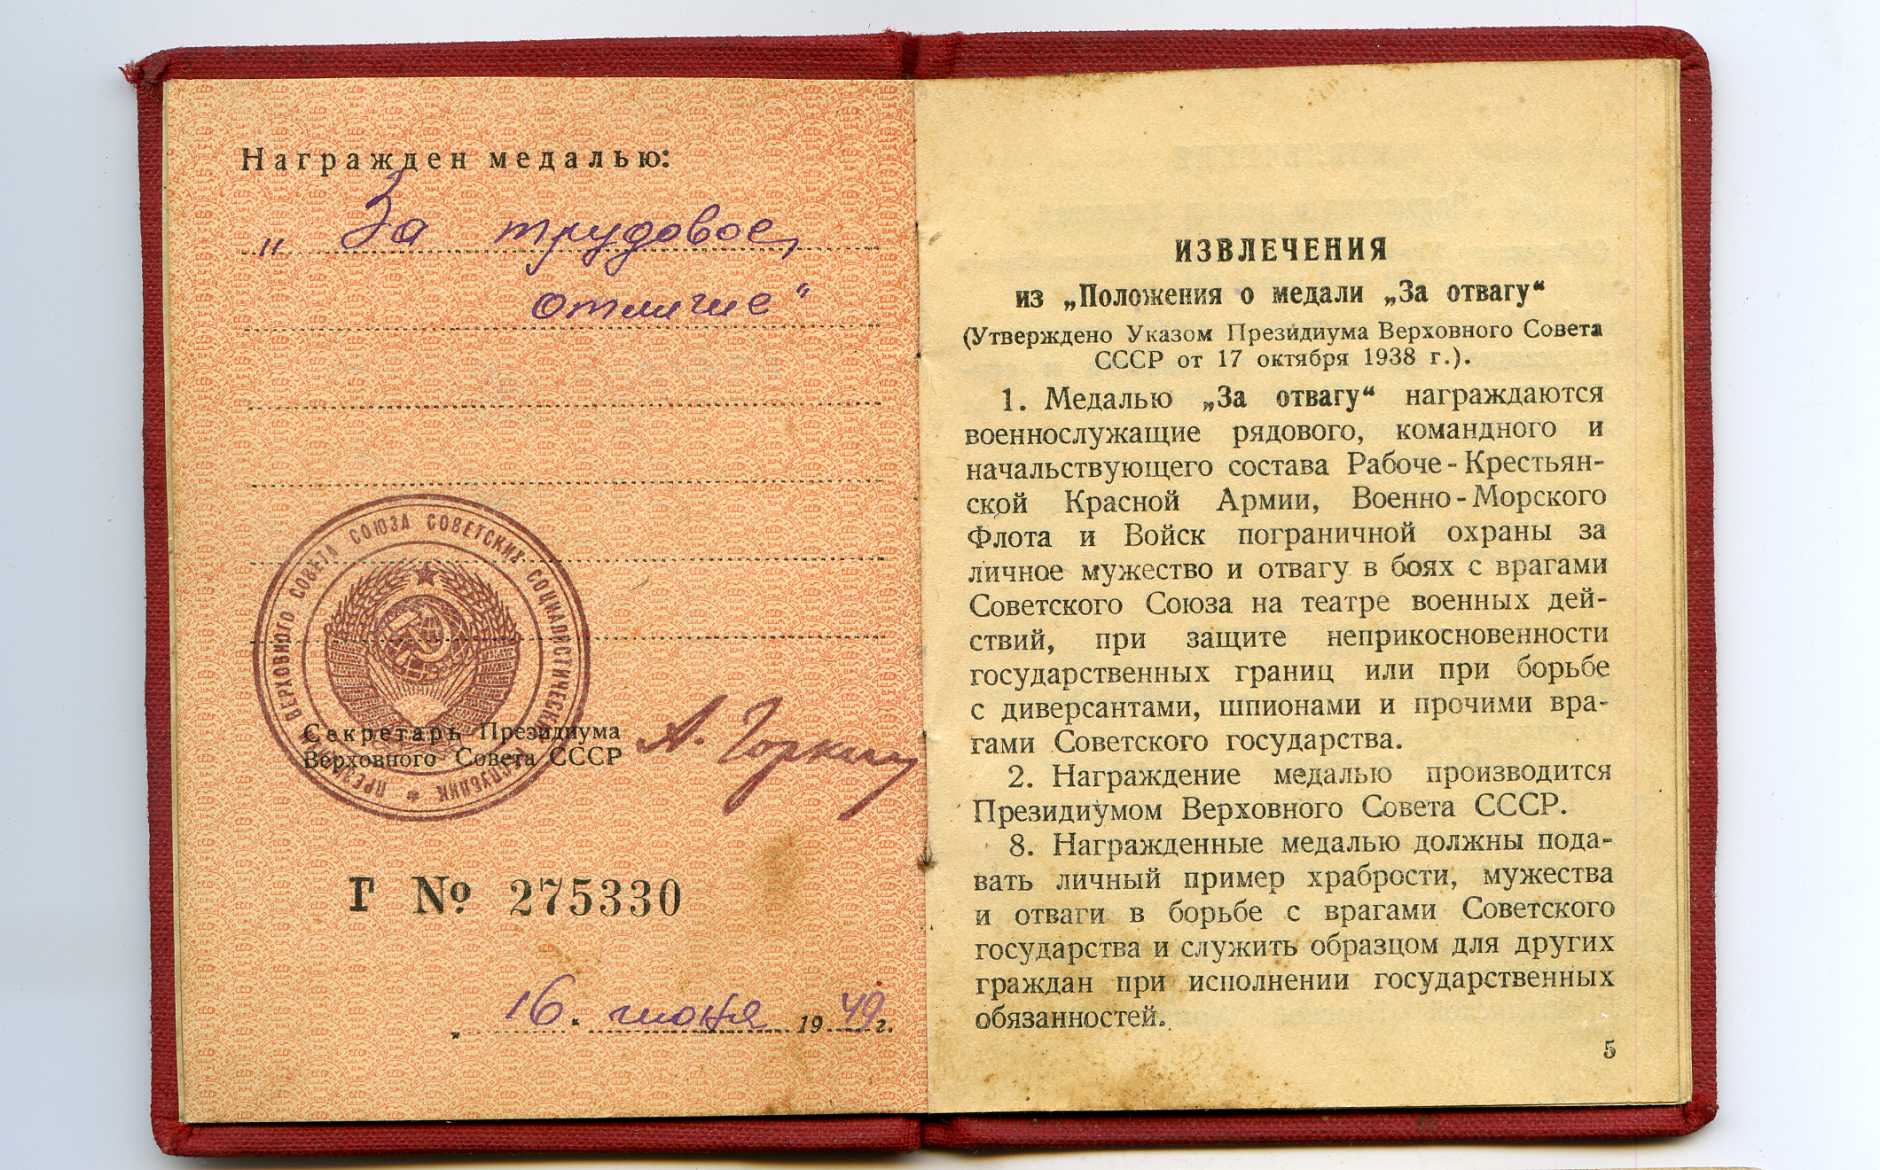 Награжден медалью:
„За трудовое
отличие“
ПРЕЗИДИУМ ВЕРХОВНОГО СОВЕТА СОЮЗА СОВЕТСКИХ СОЦИАЛИСТИЧЕСКИХ РЕСПУБЛИК *
Секретарь Президиума
Верховного Совета СССР
А. Горкин
Г № 275330
„16“ июня 1949 г.
ИЗВЛЕЧЕНИЯ
из „Положения о медали „За отвагу“
(Утверждено Указом Президиума Верховного Совета
СССР от 17 октября 1938 г.).
1. Медалью „За отвагу“ награждаются
военнослужащие рядового, командного и
начальствующего состава Рабоче-Крестьян-
ской Красной Армии, Военно-Морского
Флота и Войск пограничной охраны за
личное мужество и отвагу в боях с врагами
Советского Союза на театре военных дей-
ствий, при защите неприкосновенности
государственных границ или при борьбе
с диверсантами, шпионами и прочими вра-
гами Советского государства.
2. Награждение медалью производится
Президиумом Верховного Совета СССР.
8. Награжденные медалью должны пода-
вать личный пример храбрости, мужества
и отваги в борьбе с врагами Советского
государства и служить образцом для других
граждан при исполнении государственных
обязанностей.
5